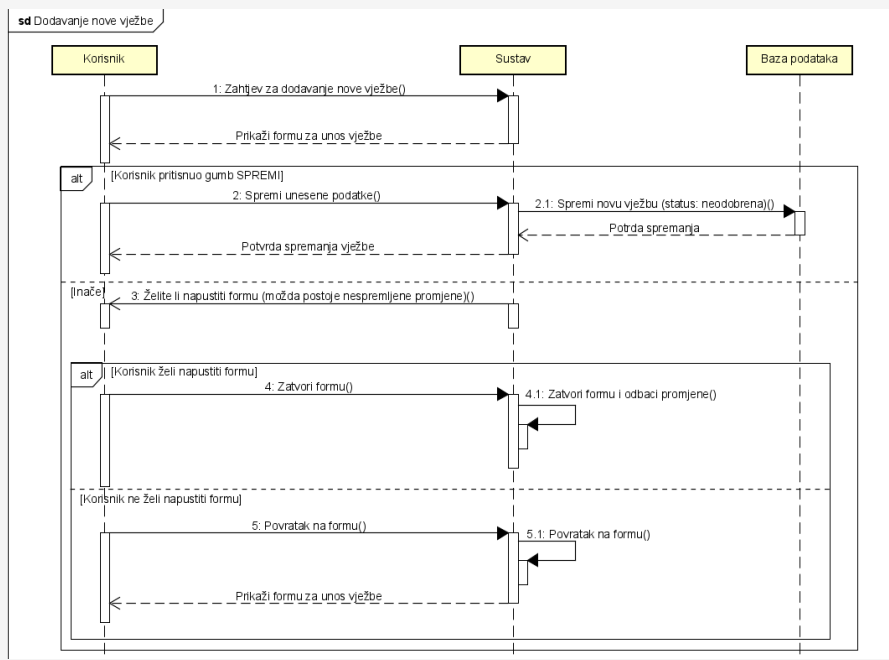 sd Dodavanje nove vježbe
Korisnik
Sustav
Baza podataka
1: Zahtjev za dodavanje nove vježbe()
Prikaži formu za unos vježbe
alt
[Korisnik pritisnuo gumb SPREMI]
2: Spremi unesene podatke()
2.1: Spremi novu vježbu (status: neodobrena)()
Potrda spremanja
Potvrda spremanja vježbe
[Inače]
3: Želite li napustiti formu (možda postoje nespremljene promjene)()
alt
[Korisnik želi napustiti formu]
4: Zatvori formu()
4.1: Zatvori formu i odbaci promjene()
[Korisnik ne želi napustiti formu]
5: Povratak na formu()
5.1: Povratak na formu()
Prikaži formu za unos vježbe